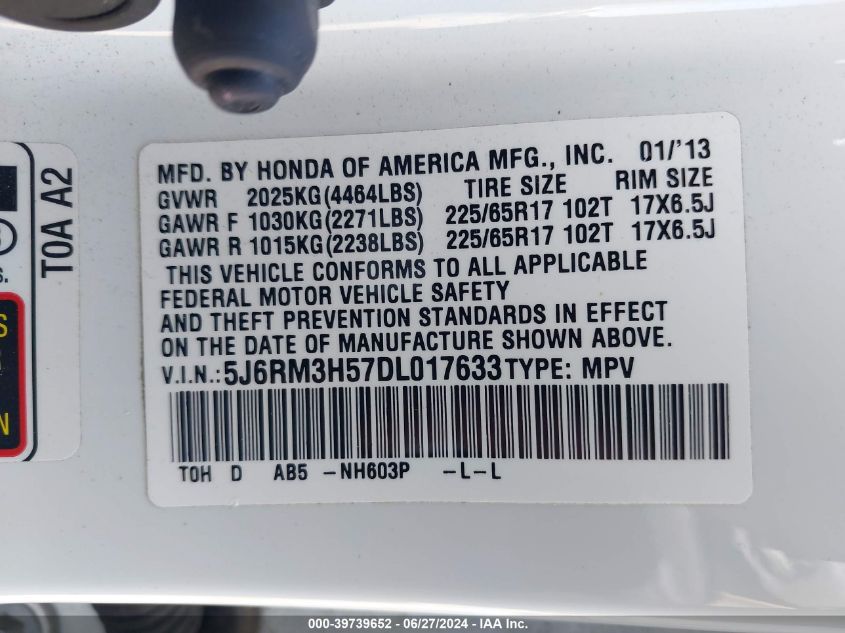 MFD. BY HONDA OF AMERICA MFG., INC. 01/'13
GVWR 2025KG(4464LBS) TIRE SIZE RIM SIZE
GAWR F 1030KG(2271LBS) 225/65R17 102T 17X6.5J
GAWR R 1015KG(2238LBS) 225/65R17 102T 17X6.5J
THIS VEHICLE CONFORMS TO ALL APPLICABLE
FEDERAL MOTOR VEHICLE SAFETY
AND THEFT PREVENTION STANDARDS IN EFFECT
ON THE DATE OF MANUFACTURE SHOWN ABOVE.
V.I.N.:5J6RM3H57DL017633 TYPE: MPV
TOH D AB5 -NH603P -L-L
T0A A2
000-39739652 - 06/27/2024 - IAA Inc.